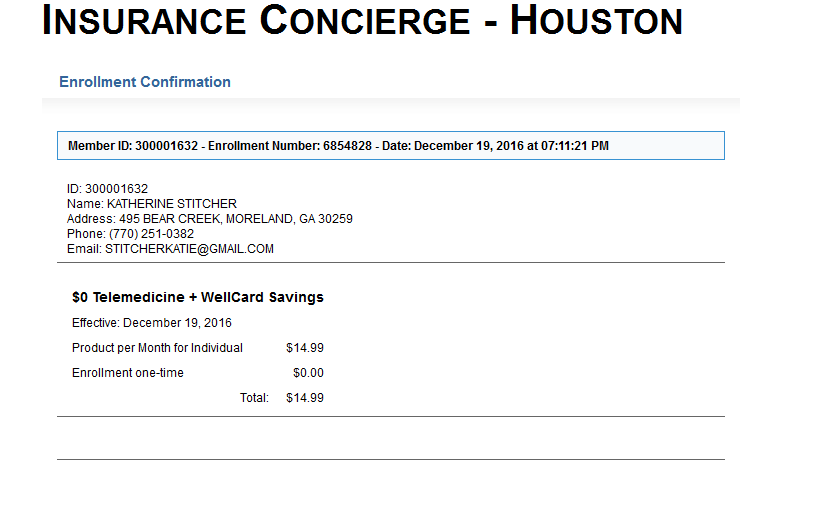 INSURANCE CONCIERGE - HOUSTON
Enrollment Confirmation
Member ID: 300001632 - Enrollment Number: 6854828 - Date: December 19, 2016 at 07:11:21 PM
ID: 300001632
Name: KATHERINE STITCHER
Address: 495 BEAR CREEK, MORELAND, GA 30259
Phone: (770) 251-0382
Email: STITCHERKATIE@GMAIL.COM
$0 Telemedicine + WellCard Savings
Effective: December 19, 2016
Product per Month for Individual $14.99
Enrollment one-time $0.00
Total: $14.99